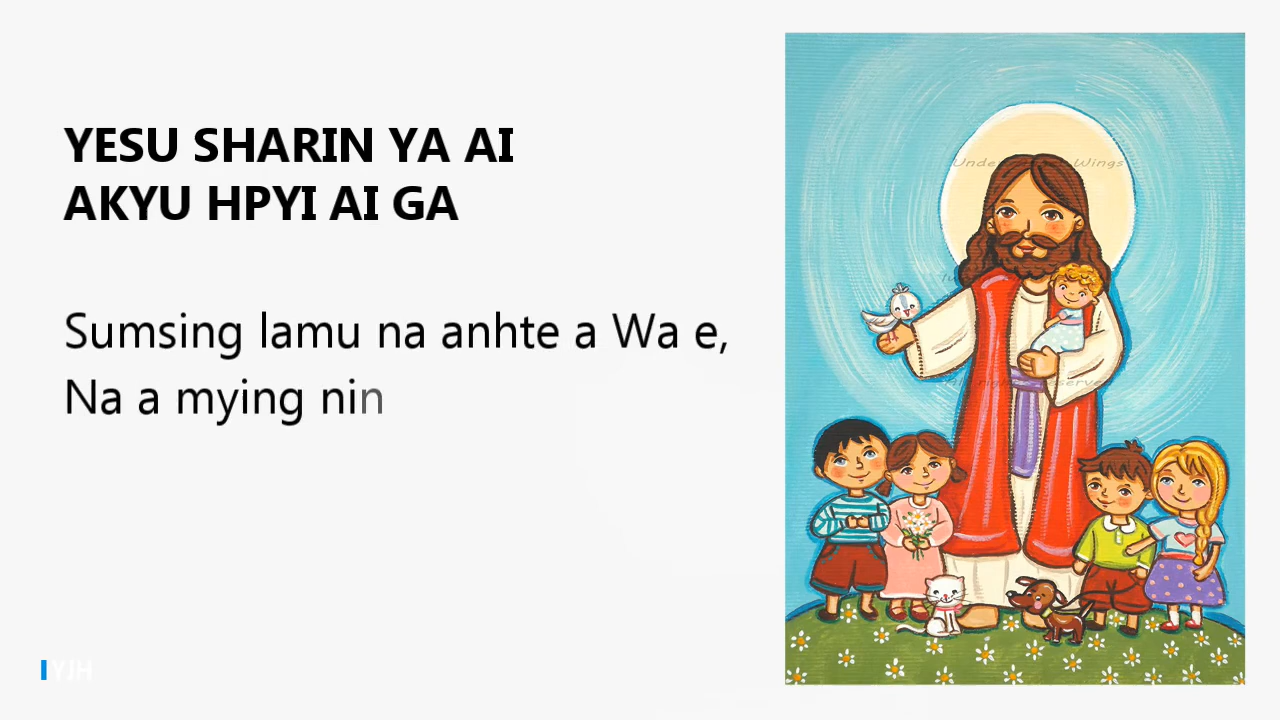 YESU SHARIN YA AI
AKYU HPYI AI GA
Sumsing lamu na anhte a Wa e,
Na a mying nin
YJH